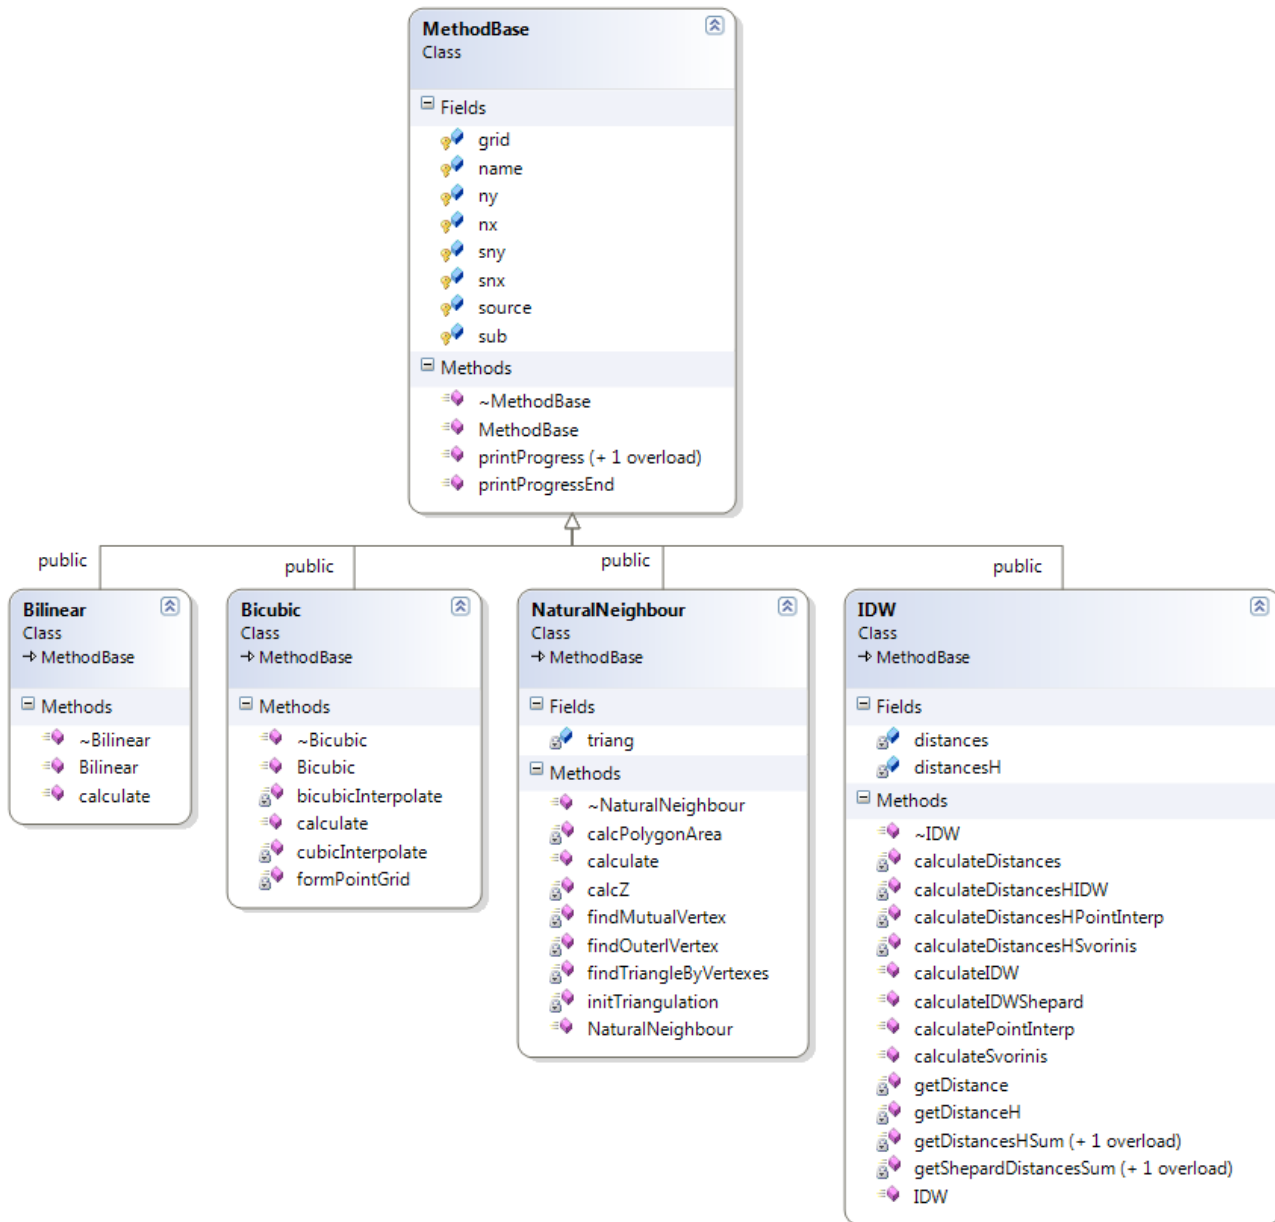 MethodBase
Class
Fields
grid
name
ny
nx
sny
snx
source
sub
Methods
~MethodBase
MethodBase
printProgress (+ 1 overload)
printProgressEnd
public
public
public
public
Bilinear
Class
MethodBase
Methods
~Bilinear
Bilinear
calculate
Bicubic
Class
MethodBase
Methods
~Bicubic
Bicubic
bicubicInterpolate
calculate
cubicInterpolate
formPointGrid
NaturalNeighbour
Class
MethodBase
Fields
triang
Methods
~NaturalNeighbour
calcPolygonArea
calculate
calcZ
findMutualVertex
findOuterlVertex
findTriangleByVertexes
initTriangulation
NaturalNeighbour
IDW
Class
MethodBase
Fields
distances
distancesH
Methods
~IDW
calculateDistances
calculateDistancesHIDW
calculateDistancesHPointInterp
calculateDistancesHSvorinis
calculateIDW
calculateIDWShepard
calculatePointInterp
calculateSvorinis
getDistance
getDistanceH
getDistancesHSum (+ 1 overload)
getShepardDistancesSum (+ 1 overload)
IDW